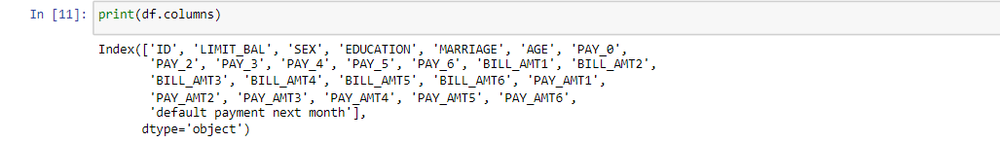 In [11]: print(df.columns)
Index(['ID', 'LIMIT_BAL', 'SEX', 'EDUCATION', 'MARRIAGE', 'AGE', 'PAY_0',
'PAY_2', 'PAY_3', 'PAY_4', 'PAY_5', 'PAY_6', 'BILL_AMT1', 'BILL_AMT2',
'BILL_AMT3', 'BILL_AMT4', 'BILL_AMT5', 'BILL_AMT6', 'PAY_AMT1',
'PAY_AMT2', 'PAY_AMT3', 'PAY_AMT4', 'PAY_AMT5', 'PAY_AMT6',
'default payment next month'],
dtype='object')